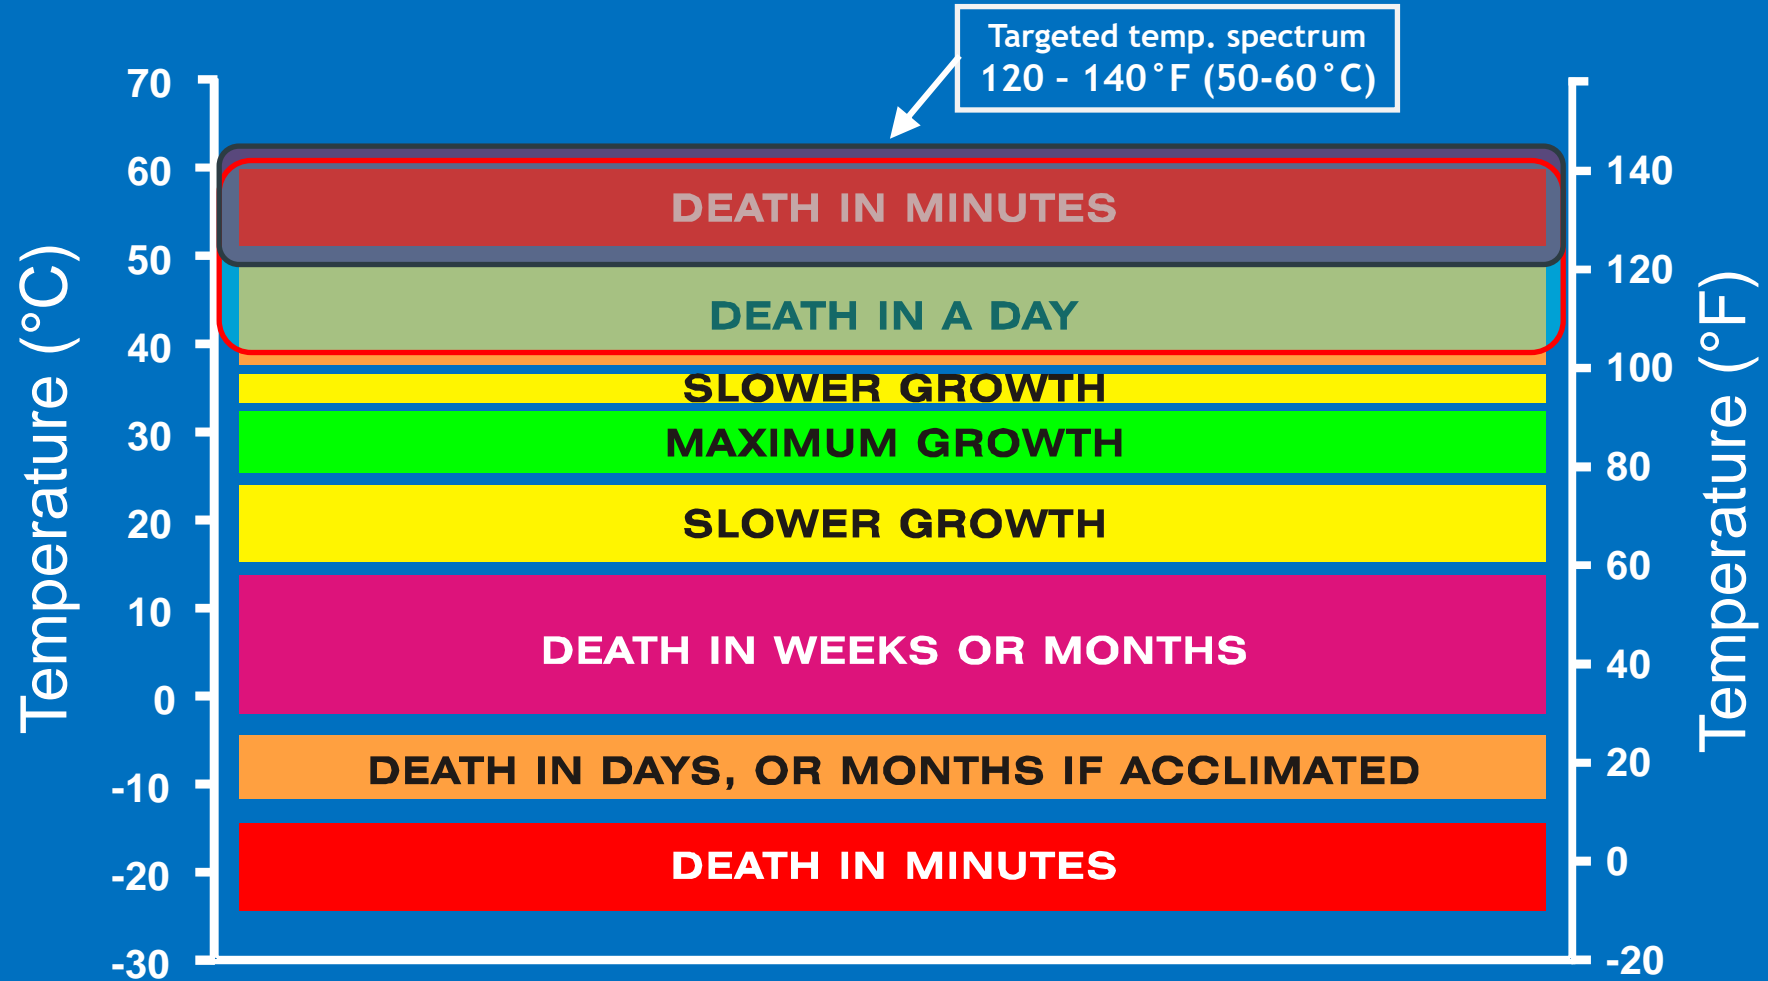 Targeted temp. spectrum
120 – 140°F (50-60°C)
Temperature (°C)
70
60
50
40
30
20
10
0
-10
-20
-30
DEATH IN MINUTES
DEATH IN A DAY
SLOWER GROWTH
MAXIMUM GROWTH
SLOWER GROWTH
DEATH IN WEEKS OR MONTHS
DEATH IN DAYS, OR MONTHS IF ACCLIMATED
DEATH IN MINUTES
140
120
100
80
60
40
20
0
-20
Temperature (°F)